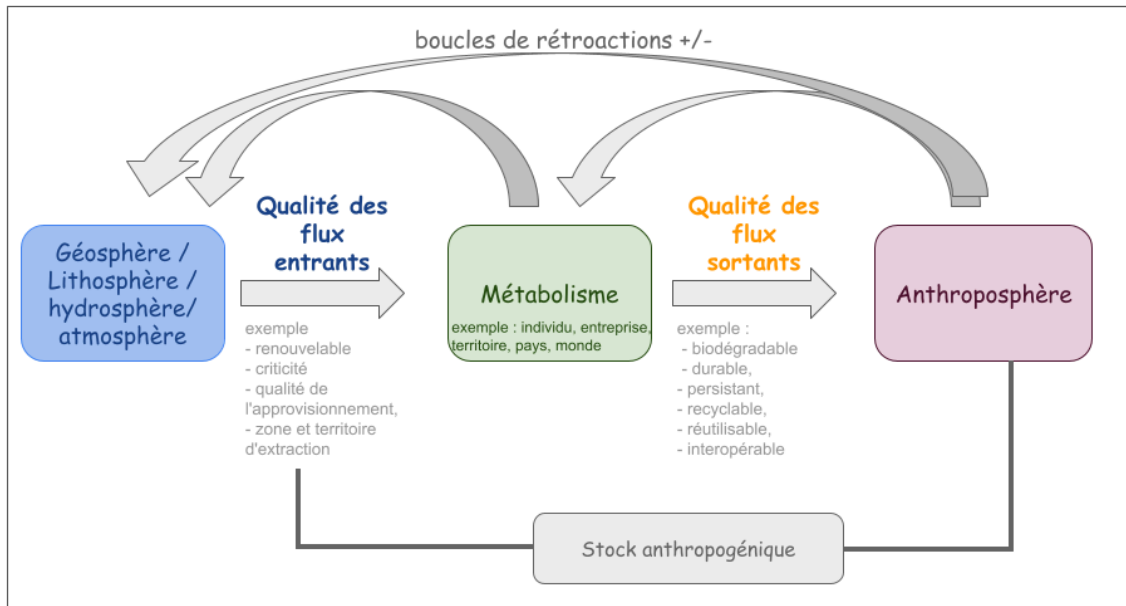 boucles de rétroactions +/-
Géosphère /
Lithosphère /
hydrosphère/
atmosphère
Qualité des
flux
entrants
exemple
- renouvelable
- criticité
- qualité de
l'approvisionnement,
- zone et territoire
d'extraction
Métabolisme
exemple : individu, entreprise,
territoire, pays, monde
Qualité des
flux
sortants
exemple :
- biodégradable
- durable,
- persistant,
- recyclable,
- réutilisable,
- interopérable
Anthroposphère
Stock anthropogénique